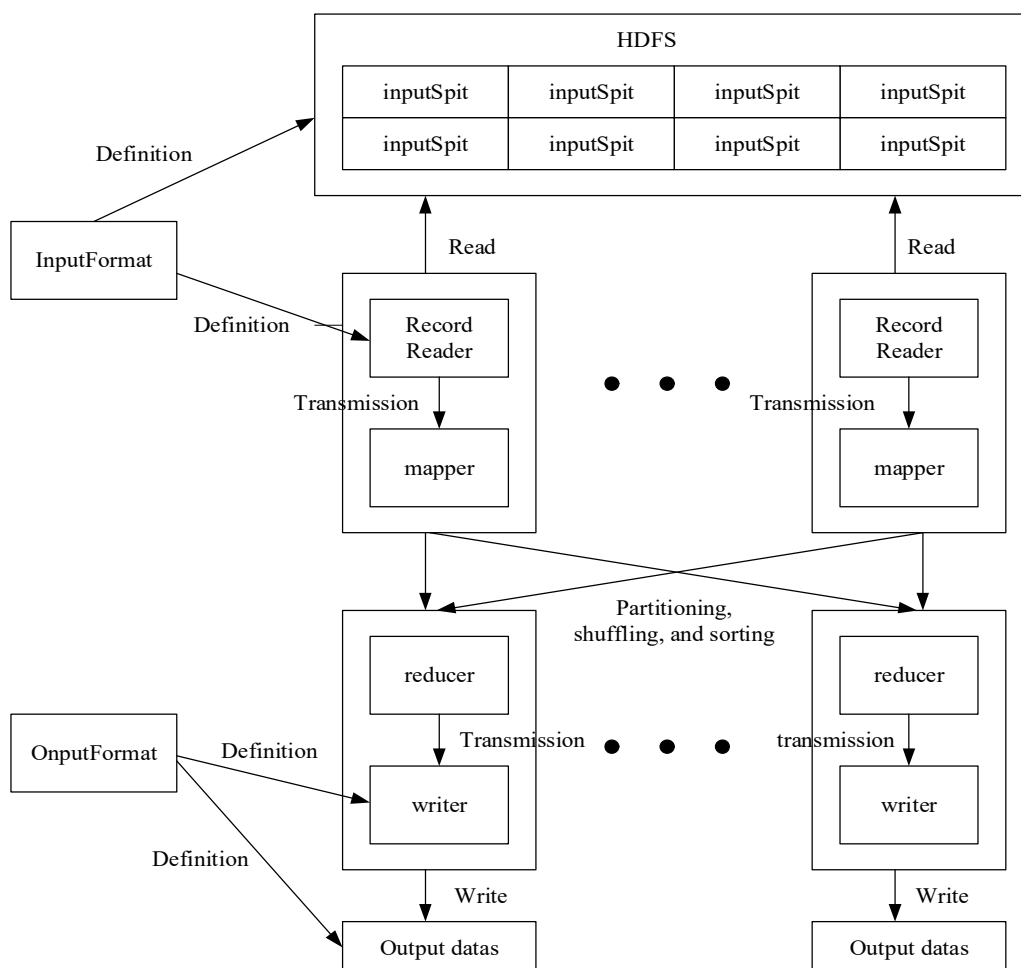 HDFS
inputSpit inputSpit inputSpit inputSpit
inputSpit inputSpit inputSpit inputSpit
Definition
Read Read
InputFormat
Definition
Record Record
Reader Reader
Transmission Transmission
mapper mapper
Partitioning,
shuffling, and sorting
reducer reducer
OnputFormat
Definition
Transmission transmission
writer writer
Definition
Write Write
Output datas Output datas